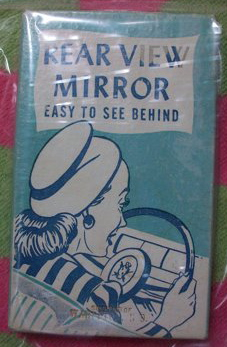 REAR VIEW
MIRROR
EASY TO SEE BEHIND